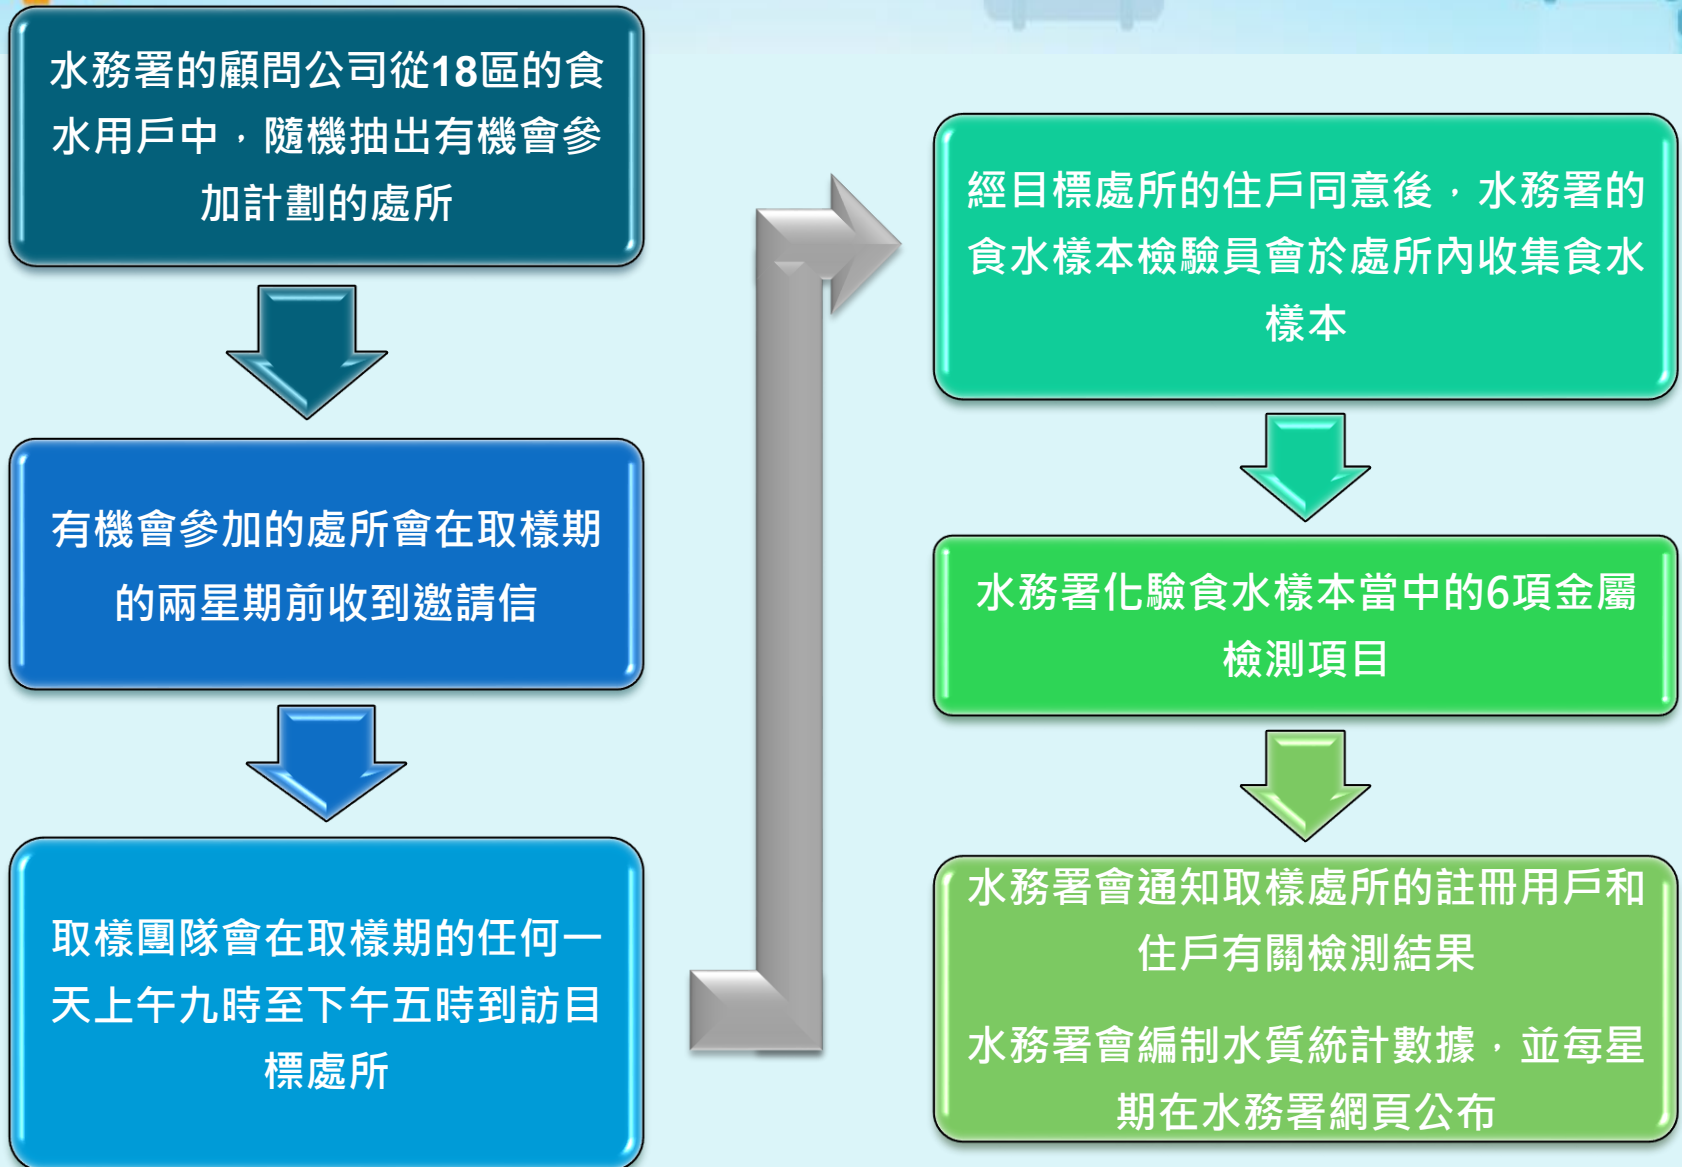 水務署的顧問公司從18區的食
水用戶中，隨機抽出有機會參
加計劃的處所
有機會參加的處所會在取樣期
的兩星期前收到邀請信
取樣團隊會在取樣期的任何一
天上午九時至下午五時到訪目
標處所
經目標處所的住戶同意後，水務署的
食水樣本檢驗員會於處所內收集食水
樣本
水務署化驗食水樣本當中的6項金屬
檢測項目
水務署會通知取樣處所的註冊用戶和
住戶有關檢測結果
水務署會編制水質統計數據，並每星
期在水務署網頁公布